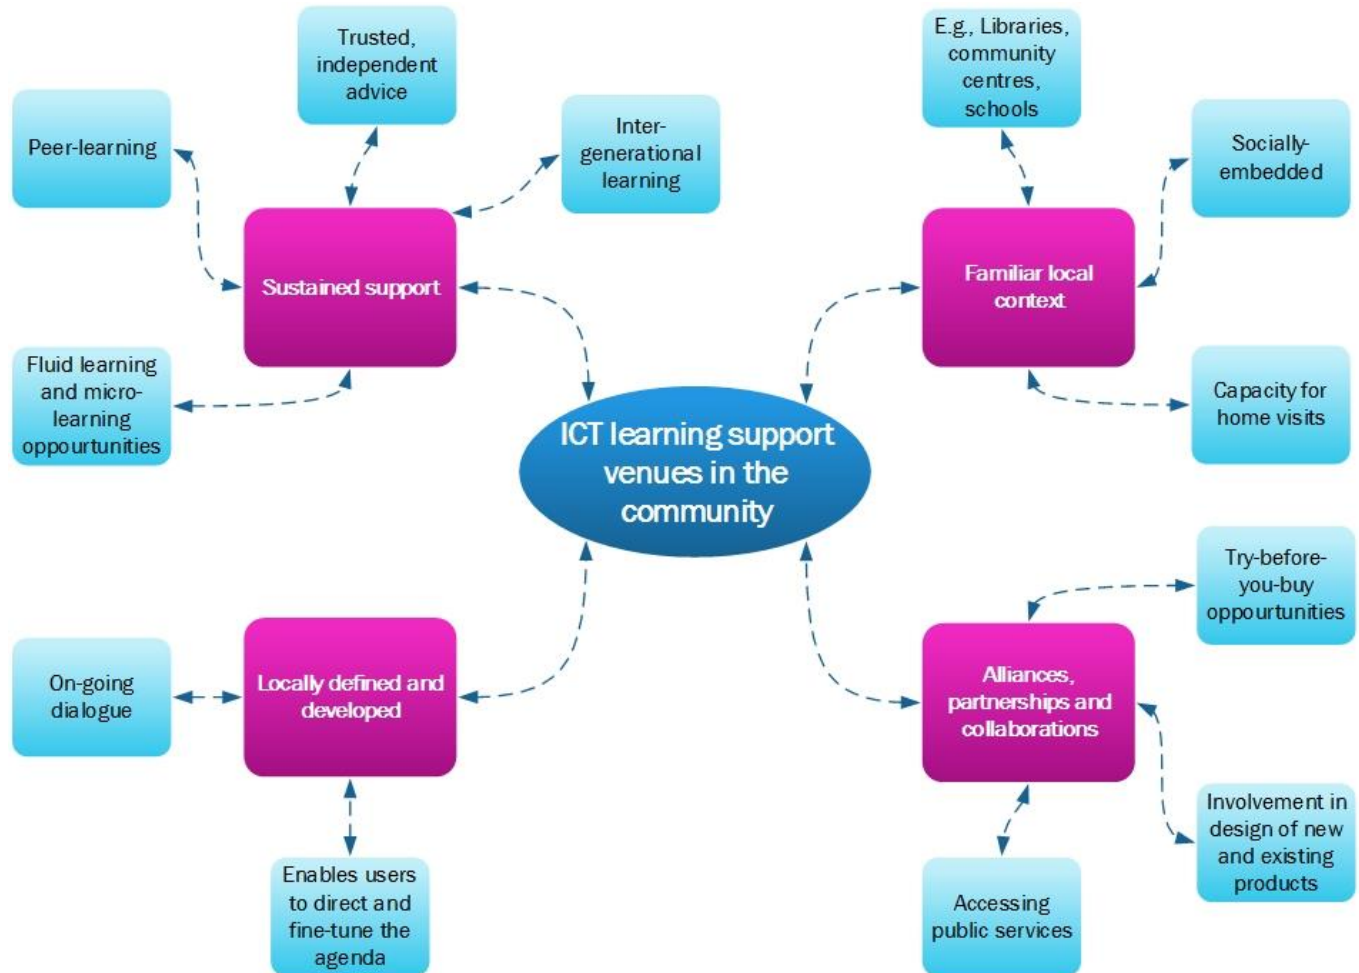 Trusted,
independent
advice
Peer-learning
Inter-
generational
learning
Sustained support
Fluid learning
and micro-
learning
oppourtunities
E.g., Libraries,
community
centres,
schools
Socially-
embedded
Familiar local
context
Capacity for
home visits
ICT learning support
venues in the
community
On-going
dialogue
Locally defined and
developed
Enables users
to direct and
fine-tune the
agenda
Try-before-
you-buy
oppourtunities
Alliances,
partnerships and
collaborations
Involvement in
design of new
and existing
products
Accessing
public services